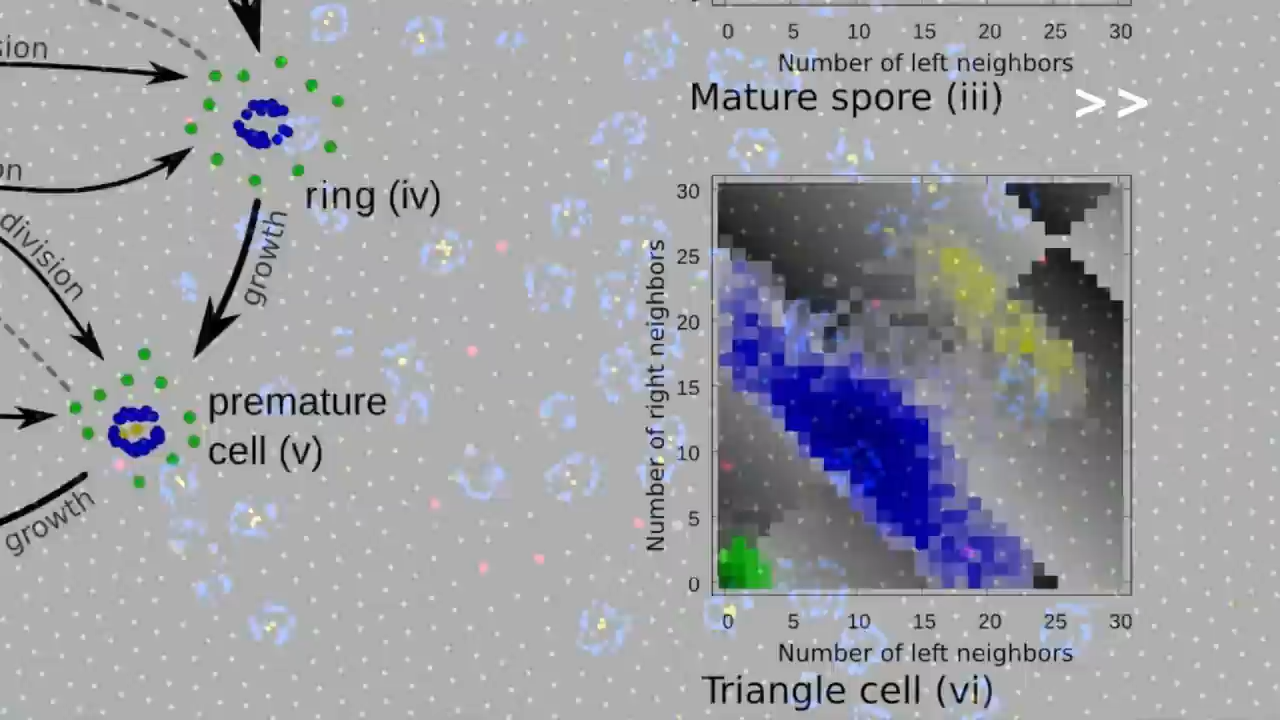 sion
on
ring (iv)
division
growth
premature
cell (v)
growth
0 5 10 15 20 25 30
Number of left neighbors
Mature spore (iii)
>>
30
25
20
15
10
5
0
Number of right neighbors
0 5 10 15 20 25 30
Number of left neighbors
Triangle cell (vi)